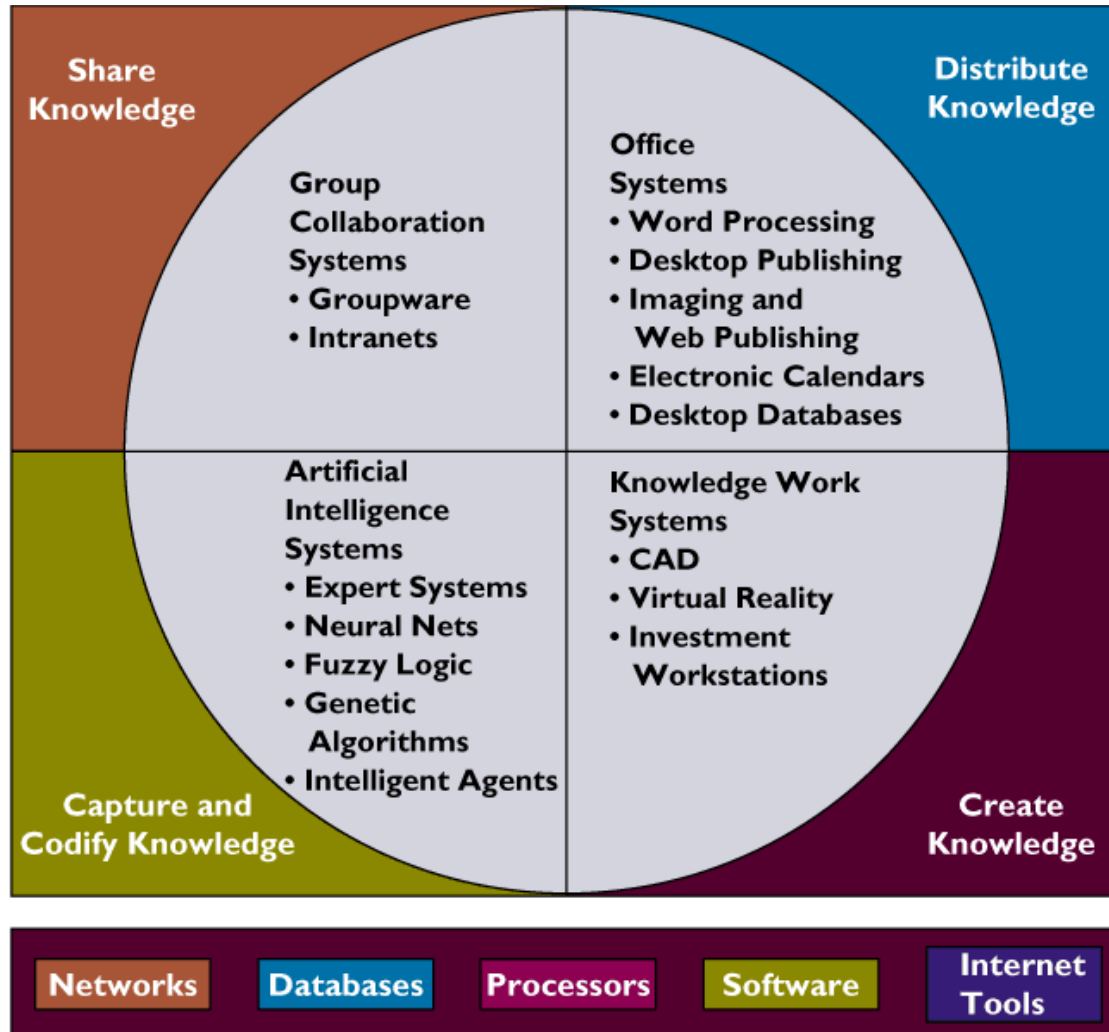 Share
Knowledge
Distribute
Knowledge
Group
Collaboration
Systems
• Groupware
• Intranets
Office
Systems
• Word Processing
• Desktop Publishing
• Imaging and
Web Publishing
• Electronic Calendars
• Desktop Databases
Artificial
Intelligence
Systems
• Expert Systems
• Neural Nets
• Fuzzy Logic
• Genetic
Algorithms
• Intelligent Agents
Knowledge Work
Systems
• CAD
• Virtual Reality
• Investment
Workstations
Capture and
Codify Knowledge
Create
Knowledge
Networks
Databases
Processors
Software
Internet
Tools